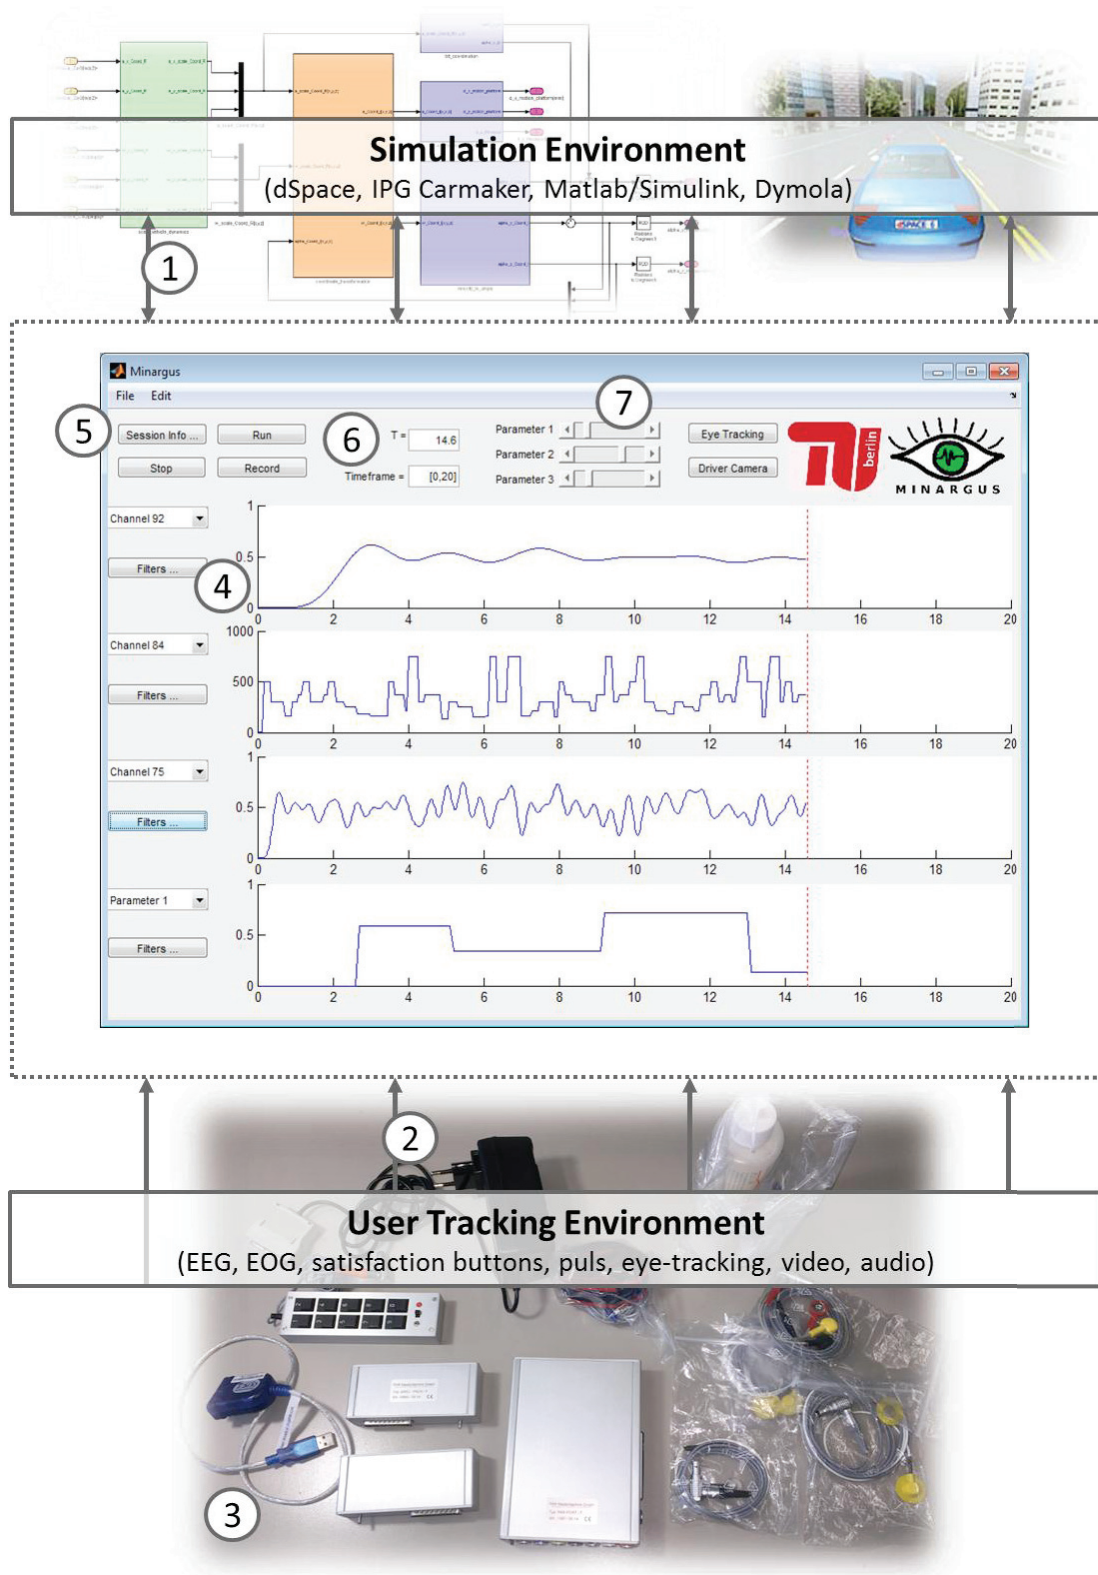 Simulation Environment
(dSpace, IPG Carmaker, Matlab/Simulink, Dymola)
dSPACE
1
Minargus
File Edit
5
Session Info ... Run
Stop Record
6
T = 14.6
Timeframe = [0,20]
7
Parameter 1
Parameter 2
Parameter 3
Eye Tracking
Driver Camera
berlin
MINARGUS
Channel 92
Filters ...
4
1
0.5
0
0 2 4 6 8 10 12 14 16 18 20
Channel 84
Filters ...
1000
500
0
0 2 4 6 8 10 12 14 16 18 20
Channel 75
Filters ...
1
0.5
0
0 2 4 6 8 10 12 14 16 18 20
Parameter 1
Filters ...
1
0.5
0
0 2 4 6 8 10 12 14 16 18 20
2
User Tracking Environment
(EEG, EOG, satisfaction buttons, puls, eye-tracking, video, audio)
3